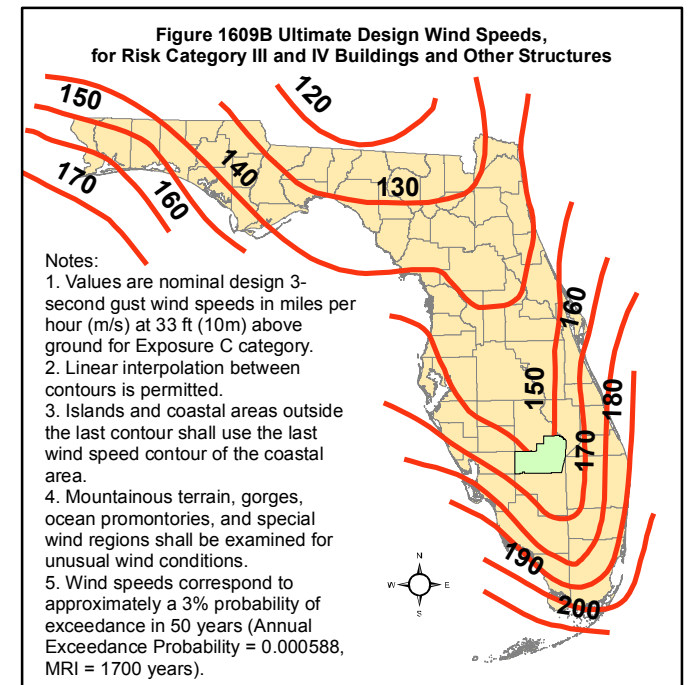 Figure 1609B Ultimate Design Wind Speeds,
for Risk Category III and IV Buildings and Other Structures
120
150
140
130
170
160
Notes:
1. Values are nominal design 3-
second gust wind speeds in miles per
hour (m/s) at 33 ft (10m) above
ground for Exposure C category.
2. Linear interpolation between
contours is permitted.
3. Islands and coastal areas outside
the last contour shall use the last
wind speed contour of the coastal
area.
4. Mountainous terrain, gorges,
ocean promontories, and special
wind regions shall be examined for
unusual wind conditions.
5. Wind speeds correspond to
approximately a 3% probability of
exceedance in 50 years (Annual
Exceedance Probability = 0.000588,
MRI = 1700 years).
160
150
180
170
190
200
N
W E
S